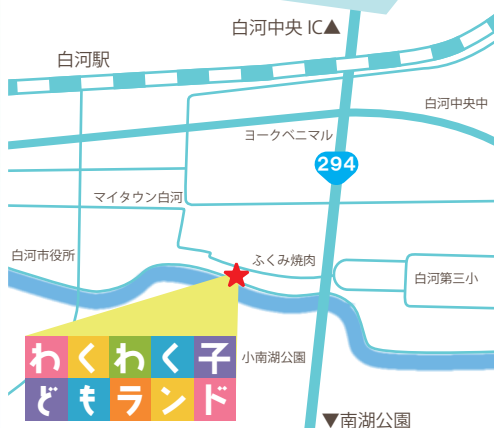 白河中央 IC▲
白河駅
白河中央中
ヨークベニマル
294
マイタウン白河
白河市役所
ふくみ焼肉
白河第三小
わくわく子
どもランド
小南湖公園
▼南湖公園